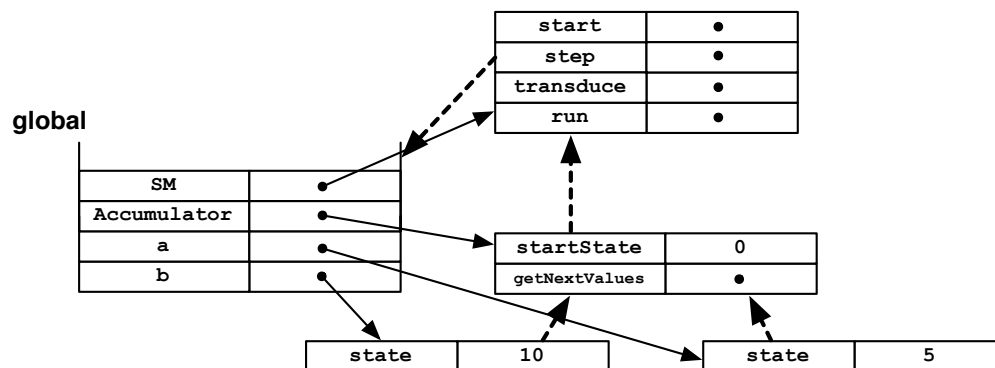 start
step
transduce
run
global
SM
Accumulator
a
b
startState 0
getNextValues
state 10
state 5